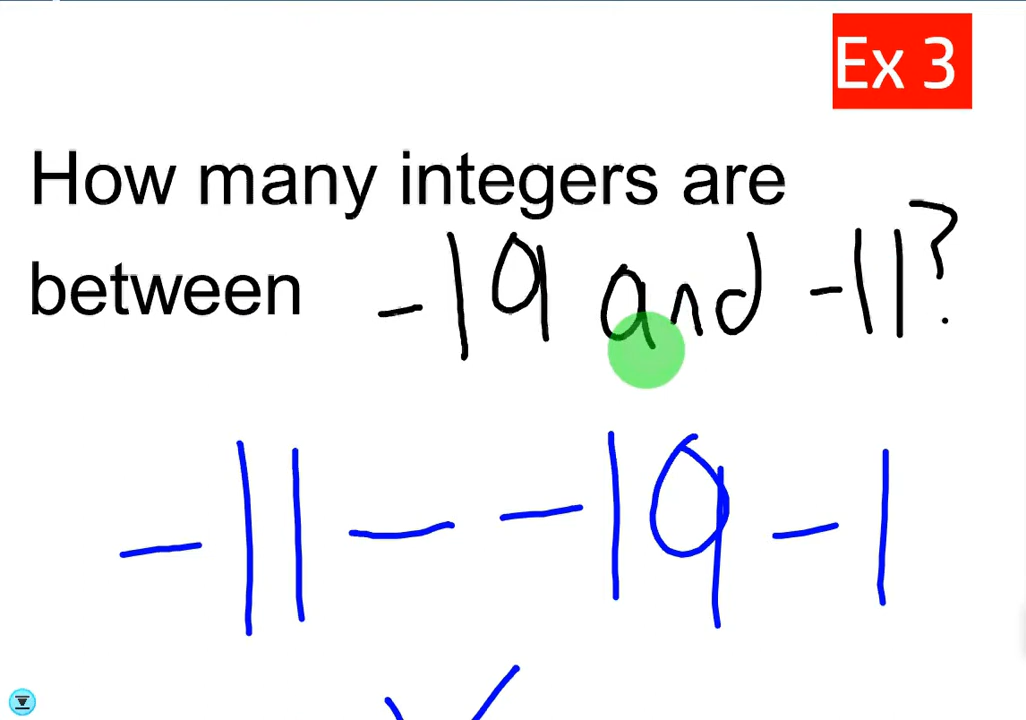 Ex 3
How many integers are
between -19 and -11?
-11 - -19 - 1